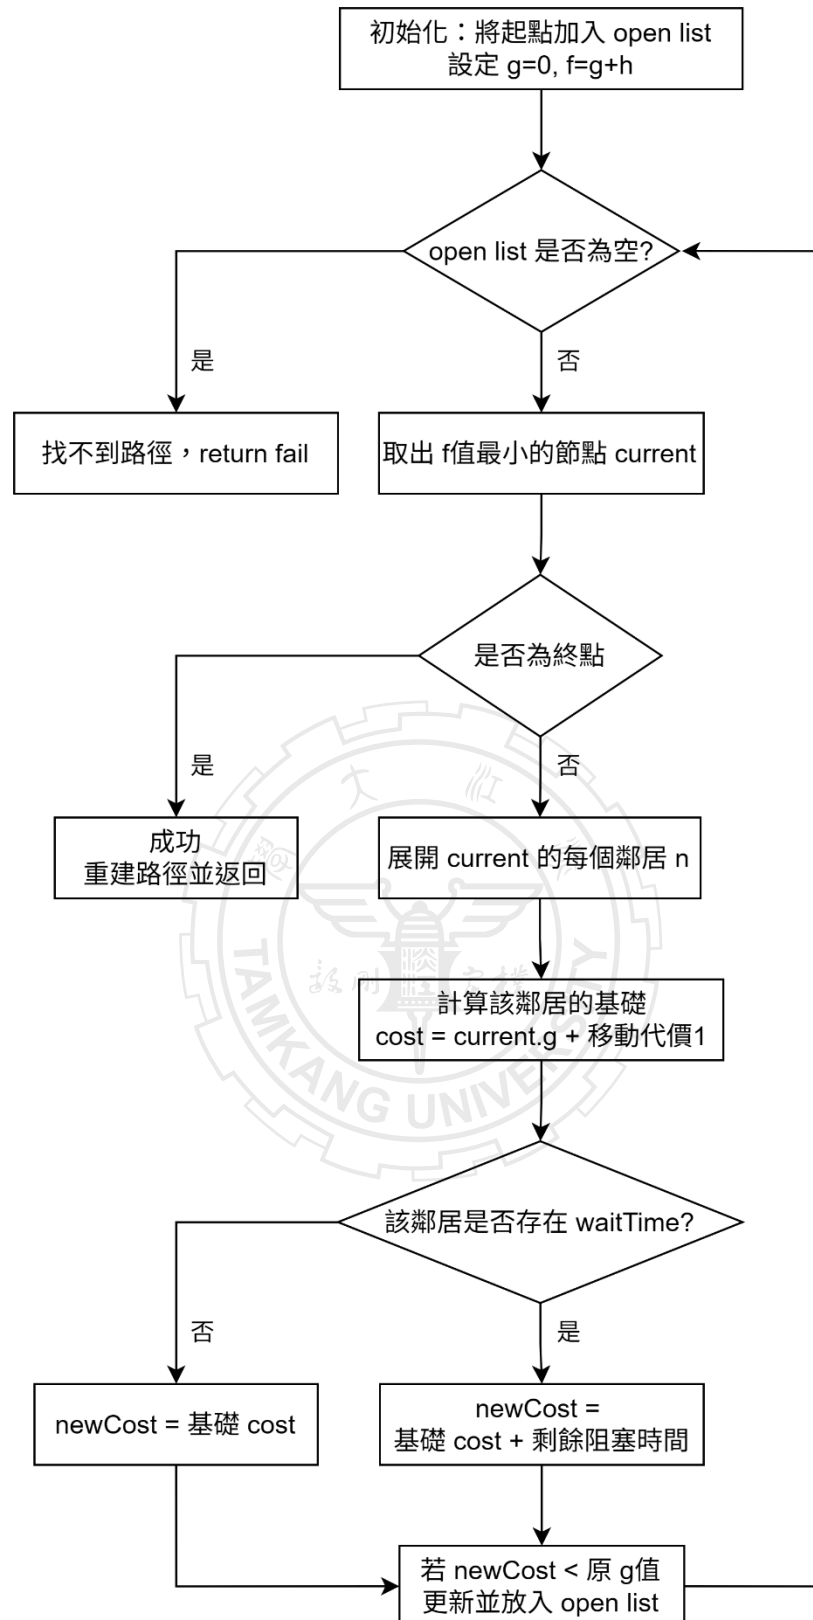 初始化：將起點加入 open list
設定 g=0, f=g+h
open list 是否為空?
是
否
找不到路徑，return fail
取出 f值最小的節點 current
是否為終點
是
否
成功
重建路徑並返回
展開 current 的每個鄰居 n
計算該鄰居的基礎
cost = current.g + 移動代價1
該鄰居是否存在 waitTime?
否
是
newCost = 基礎 cost
newCost =
基礎 cost + 剩餘阻塞時間
若 newCost < 原 g值
更新並放入 open list
TAMKANG UNIVERSITY